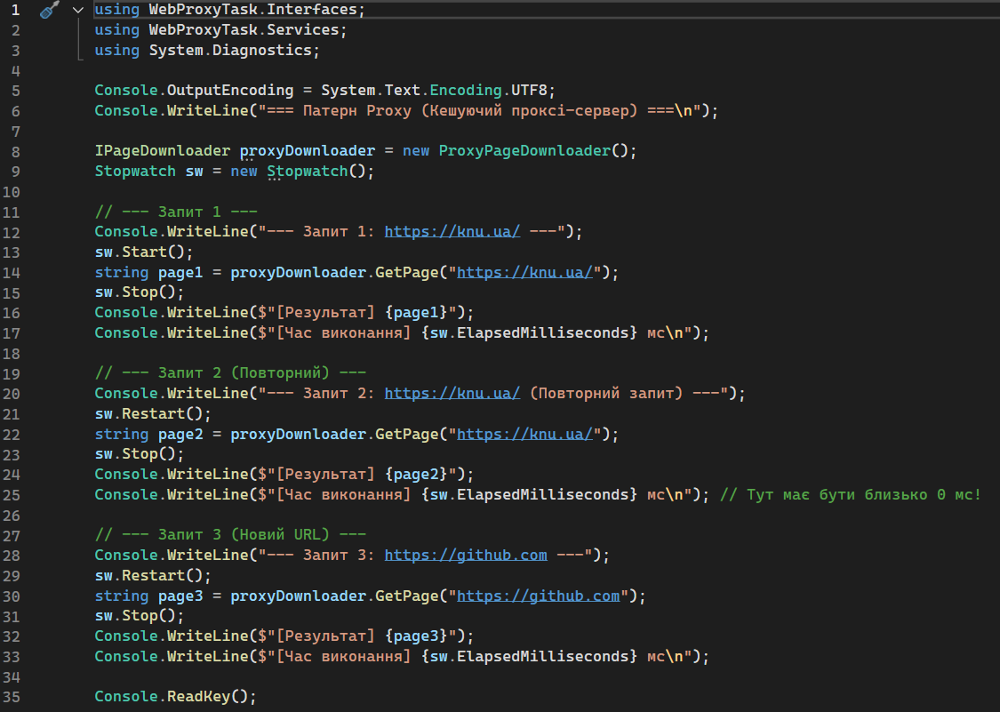 1 using WebProxyTask.Interfaces;
2 using WebProxyTask.Services;
3 using System.Diagnostics;
4
5 Console.OutputEncoding = System.Text.Encoding.UTF8;
6 Console.WriteLine("=== Патерн Proxy (Кешуючий проксі-сервер) ===\n");
7
8 IPageDownloader proxyDownloader = new ProxyPageDownloader();
9 Stopwatch sw = new Stopwatch();
10
11 // --- Запит 1 ---
12 Console.WriteLine("--- Запит 1: https://knu.ua/ ---");
13 sw.Start();
14 string page1 = proxyDownloader.GetPage("https://knu.ua/");
15 sw.Stop();
16 Console.WriteLine($"[Результат] {page1}");
17 Console.WriteLine($"[Час виконання] {sw.ElapsedMilliseconds} мс\n");
18
19 // --- Запит 2 (Повторний) ---
20 Console.WriteLine("--- Запит 2: https://knu.ua/ (Повторний запит) ---");
21 sw.Restart();
22 string page2 = proxyDownloader.GetPage("https://knu.ua/");
23 sw.Stop();
24 Console.WriteLine($"[Результат] {page2}");
25 Console.WriteLine($"[Час виконання] {sw.ElapsedMilliseconds} мс\n"); // Тут має бути близько 0 мс!
26
27 // --- Запит 3 (Новий URL) ---
28 Console.WriteLine("--- Запит 3: https://github.com ---");
29 sw.Restart();
30 string page3 = proxyDownloader.GetPage("https://github.com");
31 sw.Stop();
32 Console.WriteLine($"[Результат] {page3}");
33 Console.WriteLine($"[Час виконання] {sw.ElapsedMilliseconds} мс\n");
34
35 Console.ReadKey();